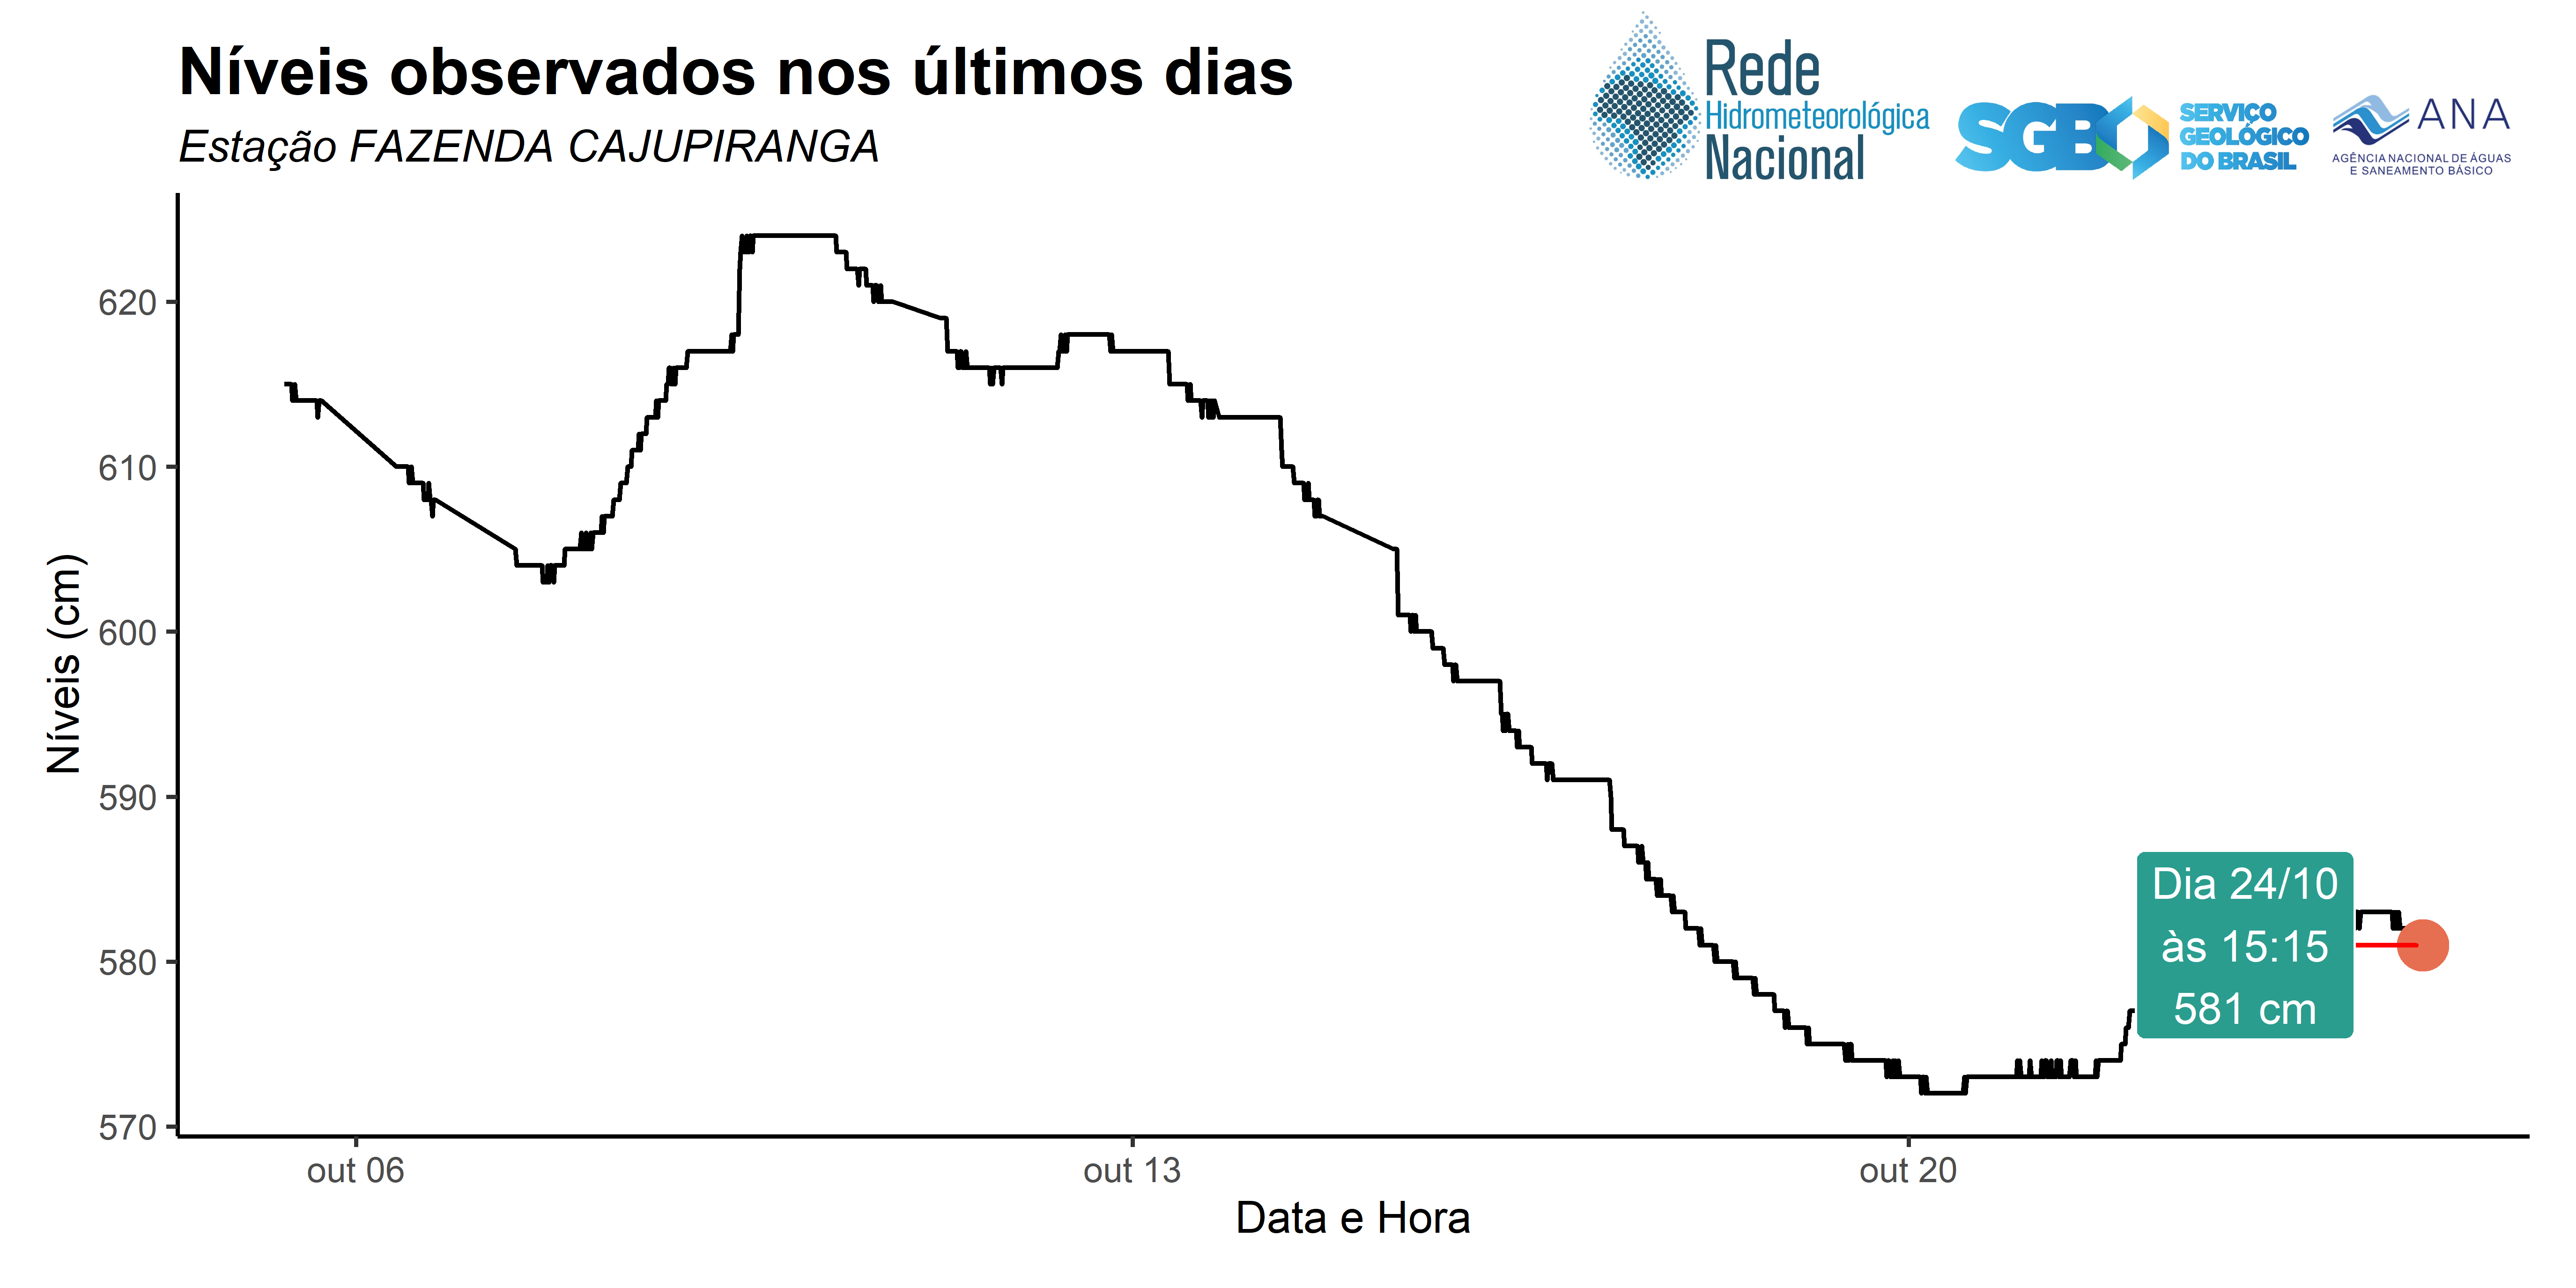 Níveis observados nos últimos dias
Estação FAZENDA CAJUPIRANGA
Rede
Hidrometeorológica
Nacional
SGB
SERVIÇO
GEOLÓGICO
DO BRASIL
ANA
AGÊNCIA NACIONAL DE ÁGUAS
E SANEAMENTO BÁSICO
Níveis (cm)
620
610
600
590
580
570
Dia 24/10
às 15:15
581 cm
out 06
out 13
out 20
Data e Hora